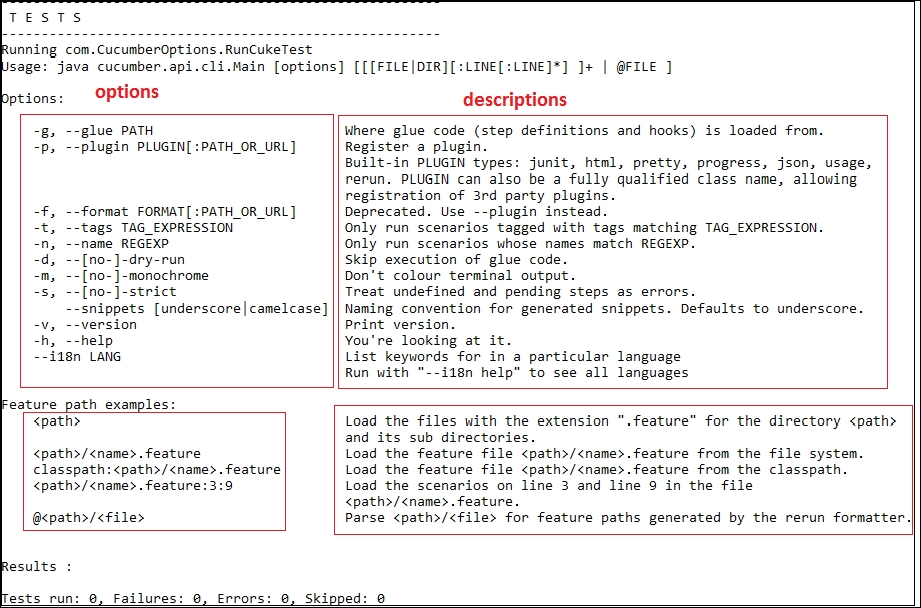 T E S T S
-------------------------------------------------------
Running com.CucumberOptions.RunCukeTest
Usage: java cucumber.api.cli.Main [options] [[[FILE|DIR][:LINE[:LINE]*] ]+ | @FILE ]
Options:
options descriptions
-g, --glue PATH Where glue code (step definitions and hooks) is loaded from.
-p, --plugin PLUGIN[:PATH_OR_URL] Register a plugin.
Built-in PLUGIN types: junit, html, pretty, progress, json, usage,
rerun. PLUGIN can also be a fully qualified class name, allowing
registration of 3rd party plugins.
-f, --format FORMAT[:PATH_OR_URL] Deprecated. Use --plugin instead.
-t, --tags TAG_EXPRESSION Only run scenarios tagged with tags matching TAG_EXPRESSION.
-n, --name REGEXP Only run scenarios whose names match REGEXP.
-d, --[no-]-dry-run Skip execution of glue code.
-m, --[no-]-monochrome Don't colour terminal output.
-s, --[no-]-strict Treat undefined and pending steps as errors.
--snippets [underscore|camelcase] Naming convention for generated snippets. Defaults to underscore.
-v, --version Print version.
-h, --help You're looking at it.
--i18n LANG List keywords for in a particular language
Run with "--i18n help" to see all languages
Feature path examples:
<path> Load the files with the extension ".feature" for the directory <path>
and its sub directories.
<path>/<name>.feature Load the feature file <path>/<name>.feature from the file system.
classpath:<path>/<name>.feature Load the feature file <path>/<name>.feature from the classpath.
<path>/<name>.feature:3:9 Load the scenarios on line 3 and line 9 in the file
<path>/<name>.feature.
@<path>/<file> Parse <path>/<file> for feature paths generated by the rerun formatter.
Results :
Tests run: 0, Failures: 0, Errors: 0, Skipped: 0